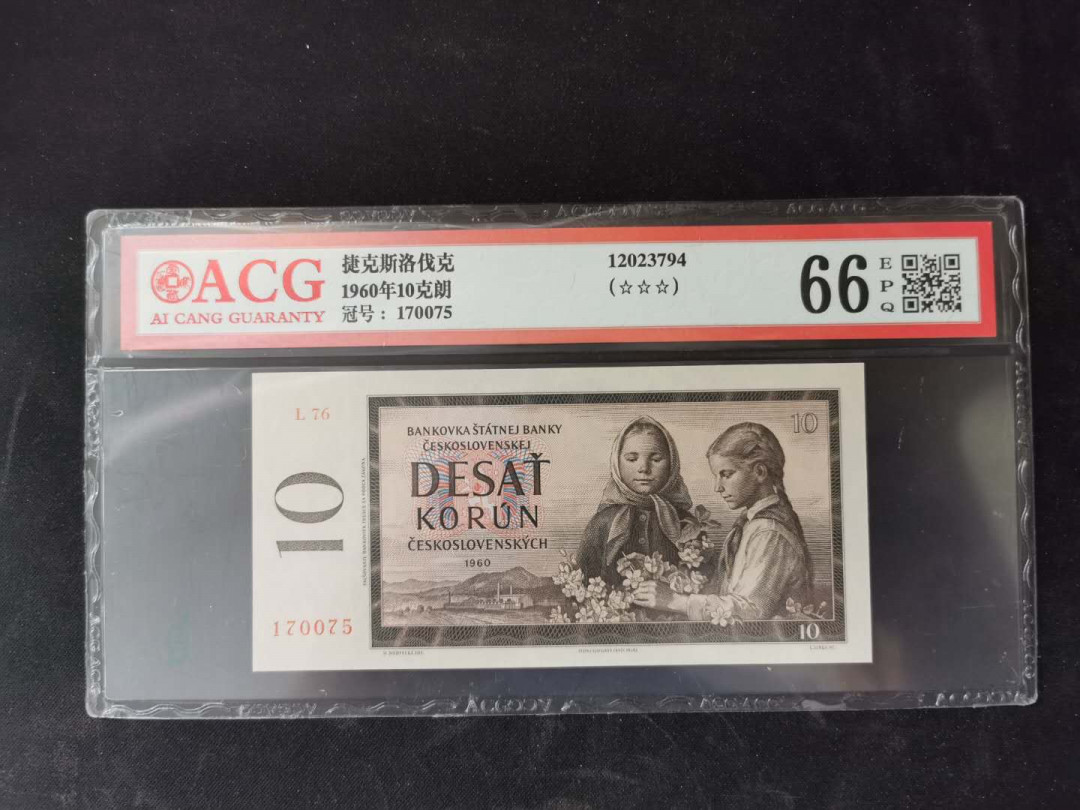 ACG
AI CANG GUARANTY
捷克斯洛伐克
1960年10克朗
冠号：170075
12023794
(☆☆☆)
66
EPQ
L 76
10
170075
BANKOVKA ŠTÁTNEJ BANKY
ČESKOSLOVENSKEJ
DESAŤ
KORÚN
ČESKOSLOVENSKÝCH
1960
10
10